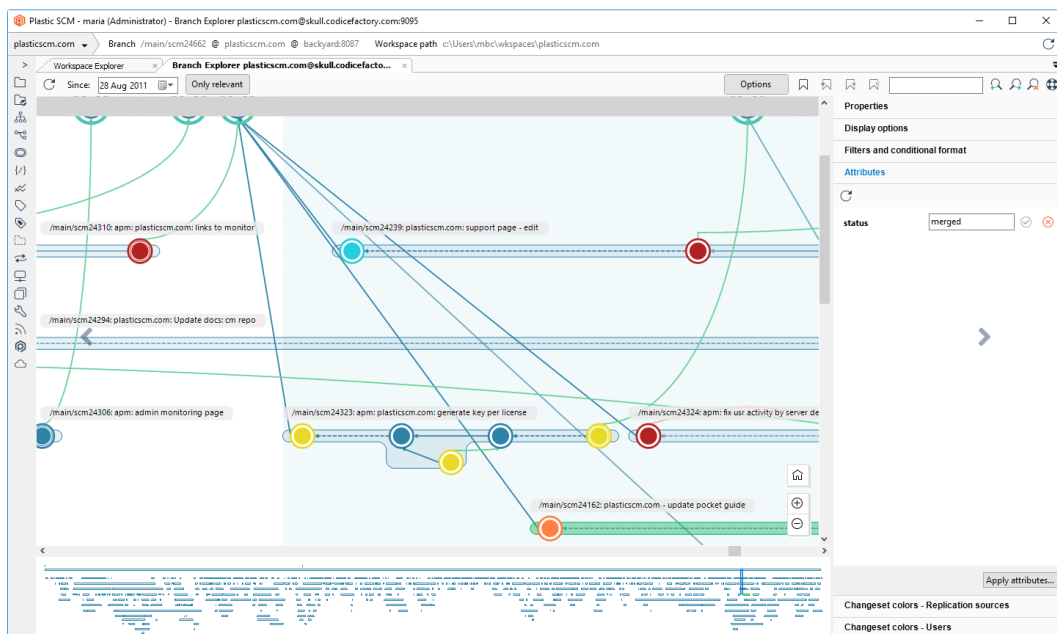 Plastic SCM - maria (Administrator) - Branch Explorer plasticscm.com@skull.codicefactory.com:9095
plasticscm.com Branch /main/scm24662 @ plasticscm.com @ backyard:8087 Workspace path c:\Users\mbc\wkspaces\plasticscm.com
Workspace Explorer Branch Explorer plasticscm.com@skull.codicefacto...
Since: 28 Aug 2011 Only relevant Options
Properties
Display options
Filters and conditional format
Attributes
status merged
/main/scm24310: apm: plasticscm.com: links to monitor
/main/scm24239: plasticscm.com: support page - edit
/main/scm24294: plasticscm.com: Update docs: cm repo
/main/scm24306: apm: admin monitoring page
/main/scm24323: apm: plasticscm.com: generate key per license
/main/scm24324: apm: fix usr activity by server de
/main/scm24162: plasticscm.com - update pocket guide
Apply attributes...
Changeset colors - Replication sources
Changeset colors - Users